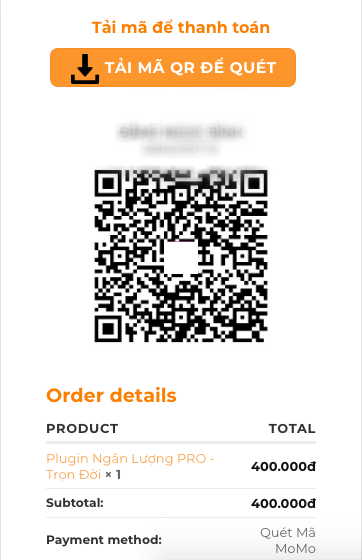 Tải mã để thanh toán
TẢI MÃ QR ĐỂ QUÉT
Order details
PRODUCT TOTAL
Plugin Ngân Lượng PRO - 
Trọn Đời × 1 400.000đ
Subtotal: 400.000đ
Payment method: Quét Mã
MoMo